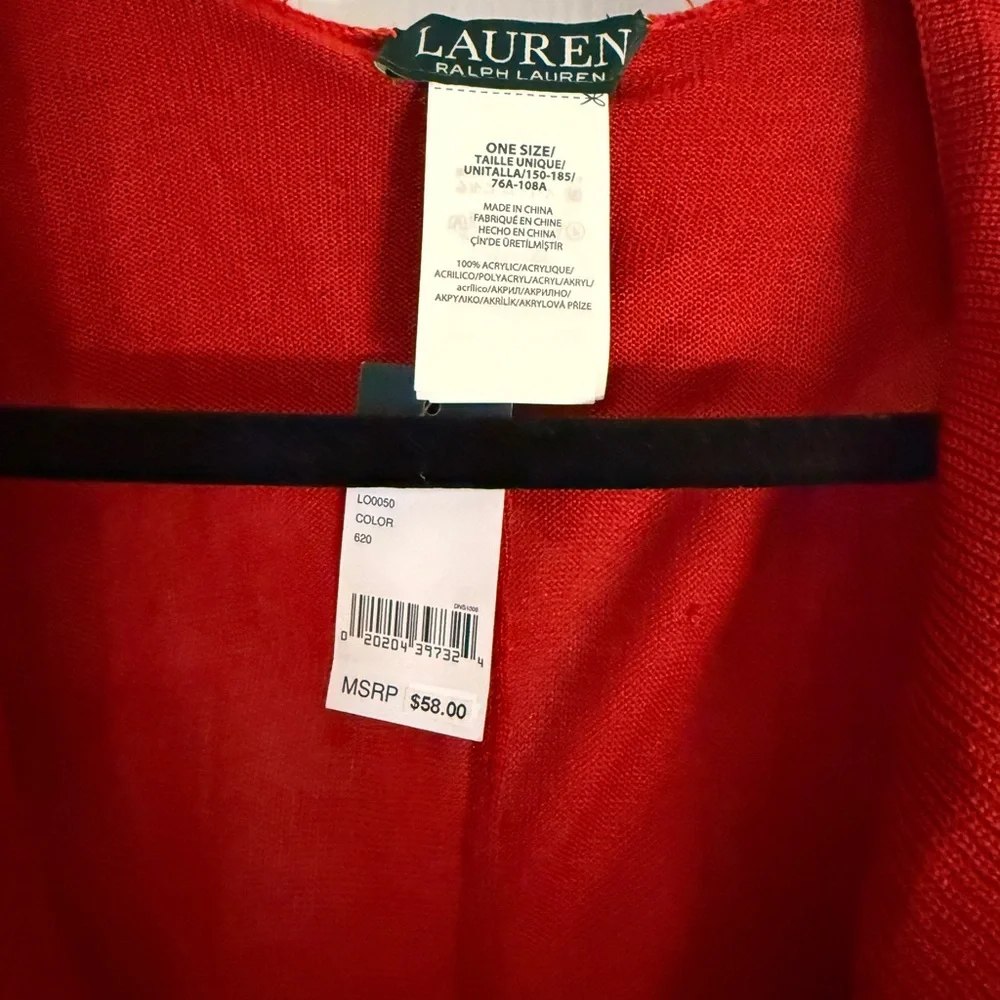 LAUREN
RALPH LAUREN
ONE SIZE/
TAILLE UNIQUE/
UNITALLA/150-185/
76A-108A
MADE IN CHINA
FABRIQUÉ EN CHINE
HECHO EN CHINA
ÇİN'DE ÜRETİLMİŞTİR
100% ACRYLIC/ACRYLIQUE/
ACRILICO/POLYACRYL/ACRYL/AKRYL/
acrílico/АКРИЛ/АКРИЛНО/
ΑΚΡΥΛΙΚΟ/AKRİLİK/AKRYLOVÁ PŘÍZE
LO0050
COLOR
620
0 20204 39732 4
MSRP $58.00